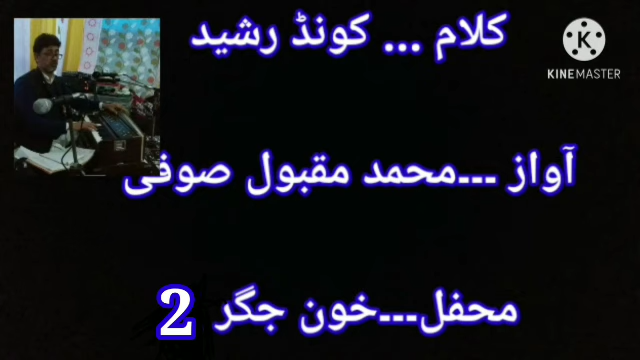 کلام ... کونڈ رشید
KINEMASTER
آواز ---محمد مقبول صوفی
محفل---خون جگر 2